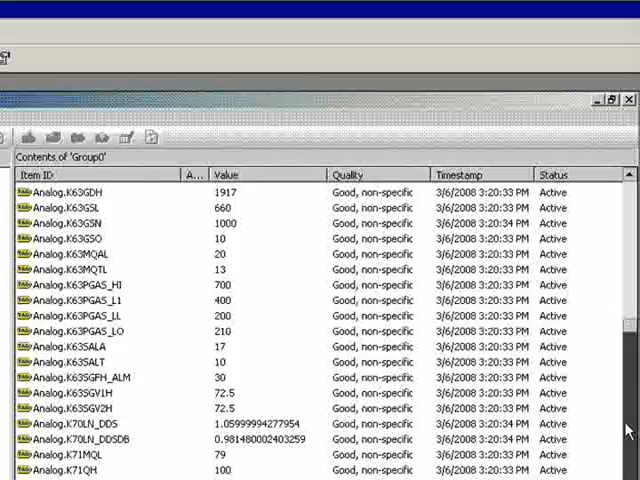 Contents of 'Group0'
Item ID A... Value Quality Timestamp Status
Analog.K63GDH 1917 Good, non-specific 3/6/2008 3:20:33 PM Active
Analog.K63GSL 660 Good, non-specific 3/6/2008 3:20:33 PM Active
Analog.K63GSN 1000 Good, non-specific 3/6/2008 3:20:34 PM Active
Analog.K63GSO 10 Good, non-specific 3/6/2008 3:20:33 PM Active
Analog.K63MQAL 20 Good, non-specific 3/6/2008 3:20:33 PM Active
Analog.K63MQTL 13 Good, non-specific 3/6/2008 3:20:33 PM Active
Analog.K63PGAS_HI 700 Good, non-specific 3/6/2008 3:20:33 PM Active
Analog.K63PGAS_L1 400 Good, non-specific 3/6/2008 3:20:33 PM Active
Analog.K63PGAS_LL 200 Good, non-specific 3/6/2008 3:20:33 PM Active
Analog.K63PGAS_LO 210 Good, non-specific 3/6/2008 3:20:33 PM Active
Analog.K63SALA 17 Good, non-specific 3/6/2008 3:20:33 PM Active
Analog.K63SALT 10 Good, non-specific 3/6/2008 3:20:33 PM Active
Analog.K63SGFH_ALM 30 Good, non-specific 3/6/2008 3:20:33 PM Active
Analog.K63SGV1H 72.5 Good, non-specific 3/6/2008 3:20:33 PM Active
Analog.K63SGV2H 72.5 Good, non-specific 3/6/2008 3:20:33 PM Active
Analog.K70LN_DDS 1.05999994277954 Good, non-specific 3/6/2008 3:20:34 PM Active
Analog.K70LN_DDSDB 0.981480002403259 Good, non-specific 3/6/2008 3:20:34 PM Active
Analog.K71MQL 79 Good, non-specific 3/6/2008 3:20:33 PM Active
Analog.K71QH 100 Good, non-specific 3/6/2008 3:20:33 PM Active